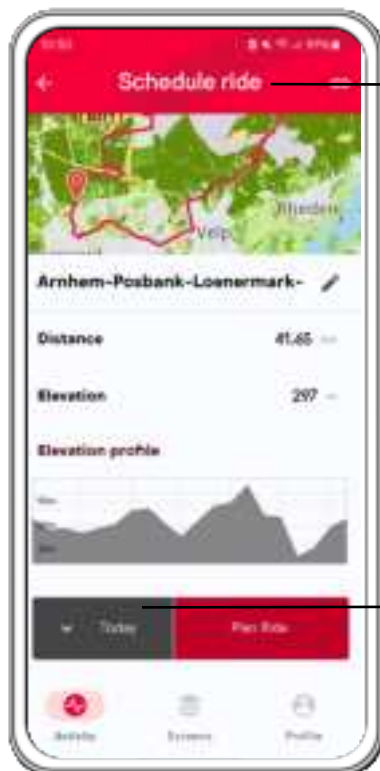 Schedule ride
Velp
Rheden
Arnhem-Posbank-Loenermark-
Distance 41.65
Elevation 297
Elevation profile
Today Plan Ride
Activity Screens Profile